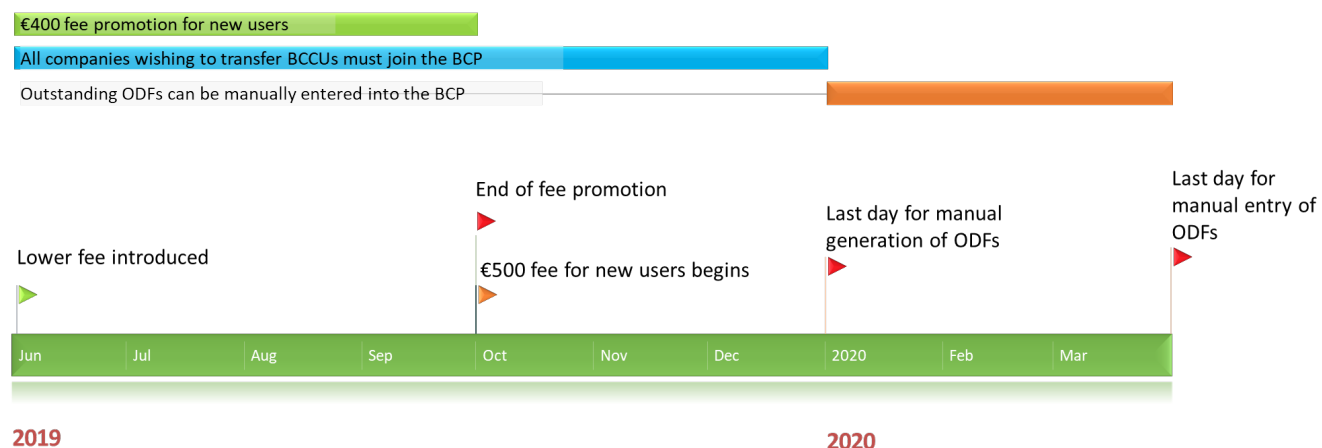 €400 fee promotion for new users
All companies wishing to transfer BCCUs must join the BCP
Outstanding ODFs can be manually entered into the BCP
Last day for
manual entry of
ODFs
End of fee promotion
Last day for manual
generation of ODFs
Lower fee introduced
€500 fee for new users begins
Jun Jul Aug Sep Oct Nov Dec 2020 Feb Mar
2019 2020